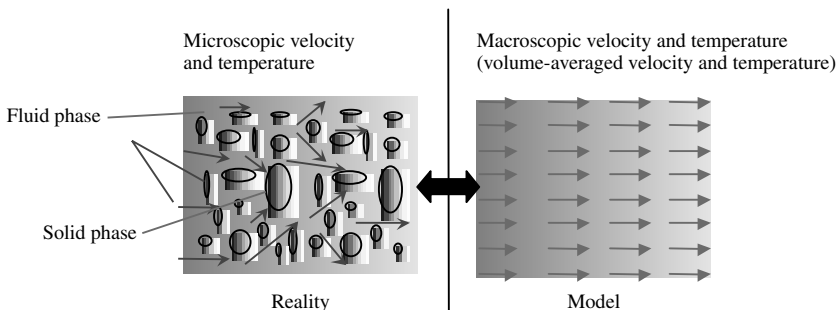 Microscopic velocity
and temperature
Macroscopic velocity and temperature
(volume-averaged velocity and temperature)
Fluid phase
Solid phase
Reality
Model